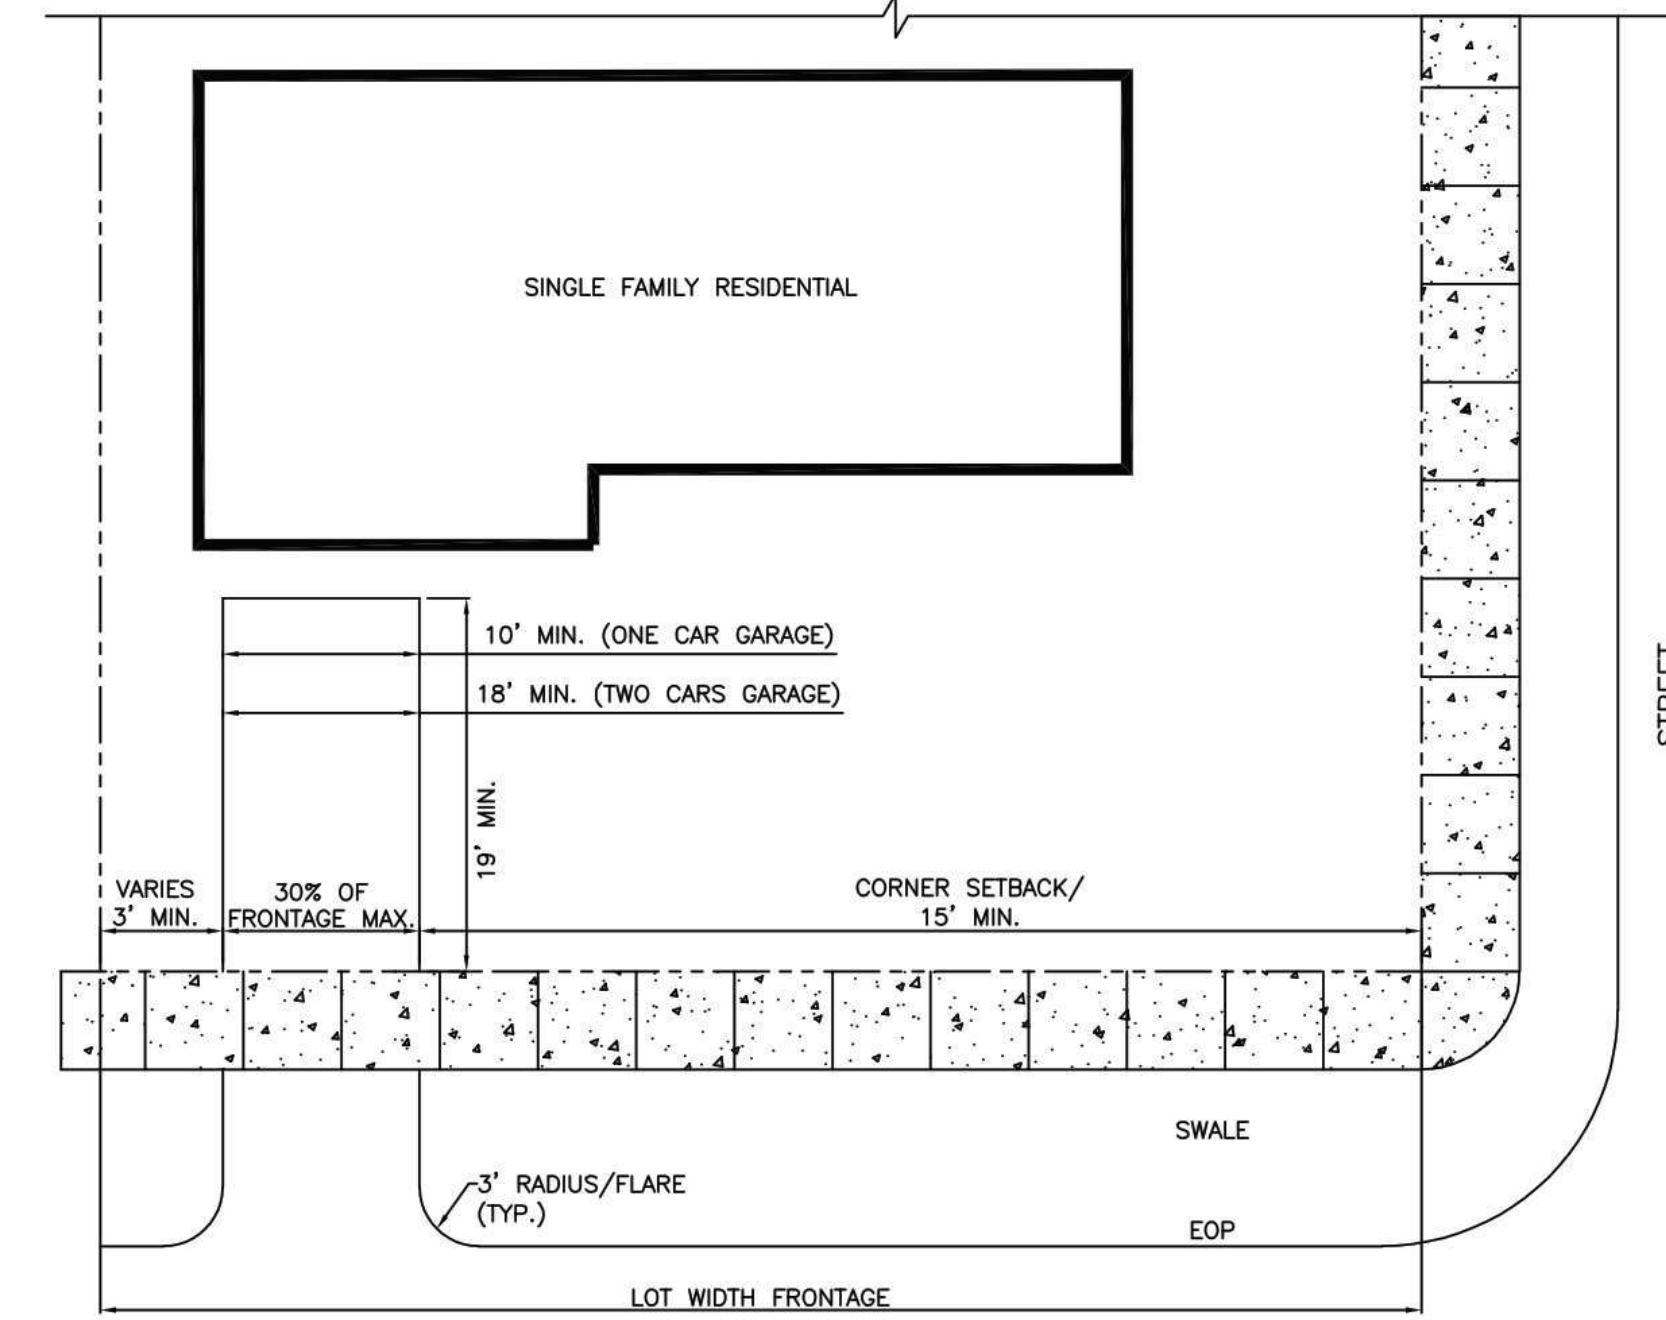 SINGLE FAMILY RESIDENTIAL
10' MIN. (ONE CAR GARAGE)
18' MIN. (TWO CARS GARAGE)
19' MIN.
STREET
VARIES
3' MIN.
30% OF
FRONTAGE MAX.
CORNER SETBACK/
15' MIN.
SWALE
3' RADIUS/FLARE
(TYP.)
EOP
LOT WIDTH FRONTAGE